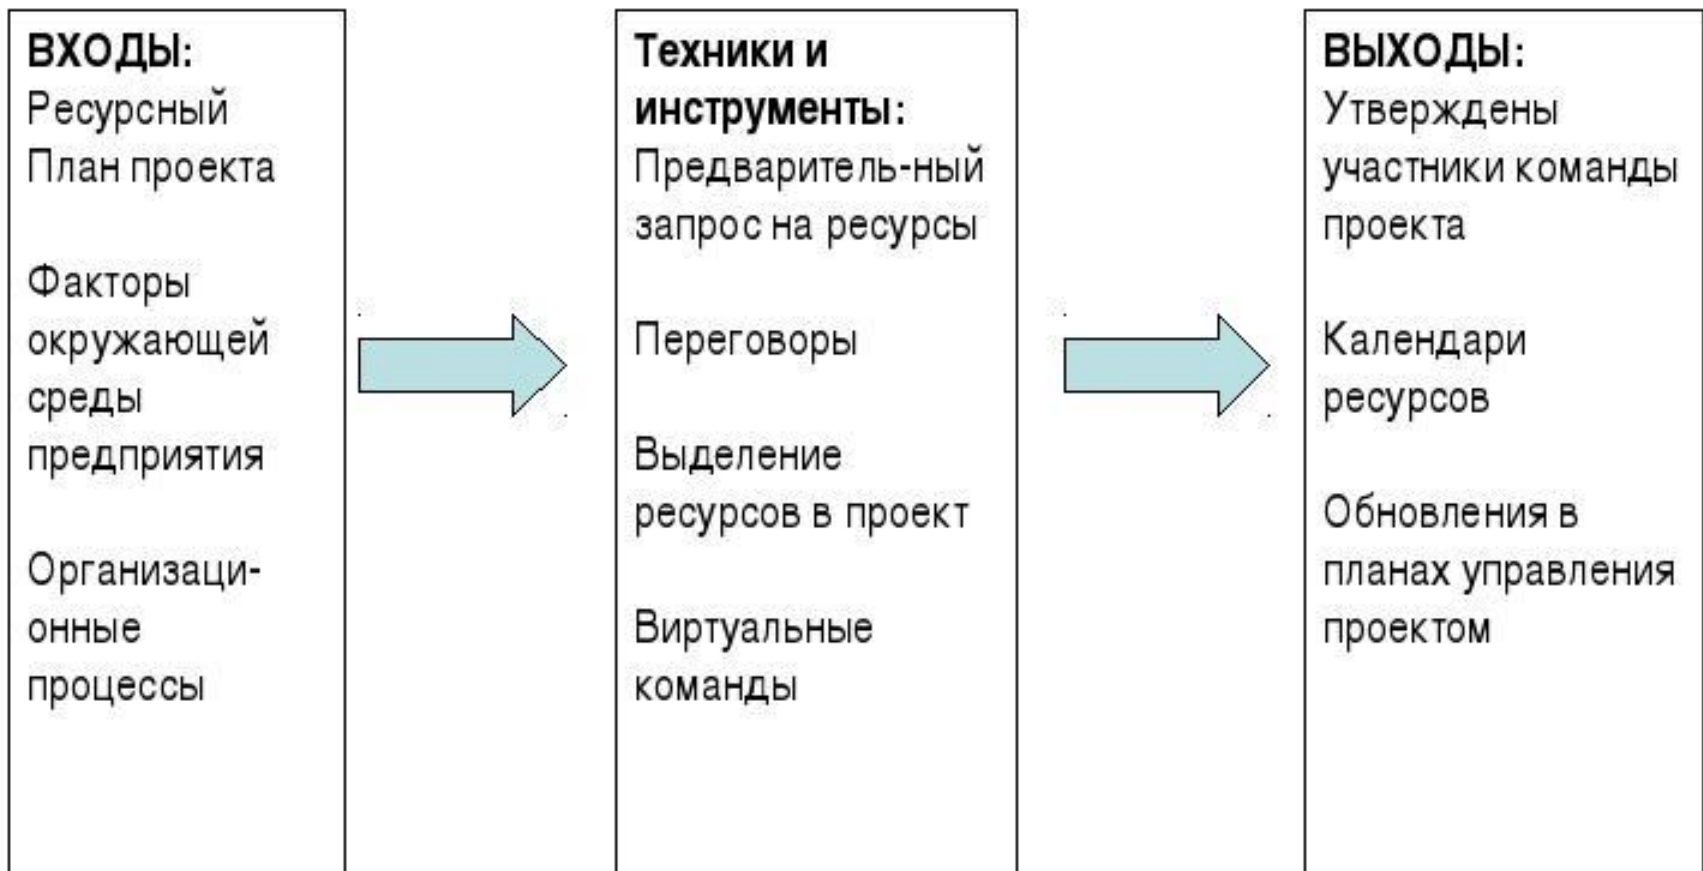 ВХОДЫ:
Ресурсный
План проекта
Факторы
окружающей
среды
предприятия
Организаци-
онные
процессы
Техники и
инструменты:
Предваритель-ный
запрос на ресурсы
Переговоры
Выделение
ресурсов в проект
Виртуальные
команды
ВЫХОДЫ:
Утверждены
участники команды
проекта
Календари
ресурсов
Обновления в
планах управления
проектом